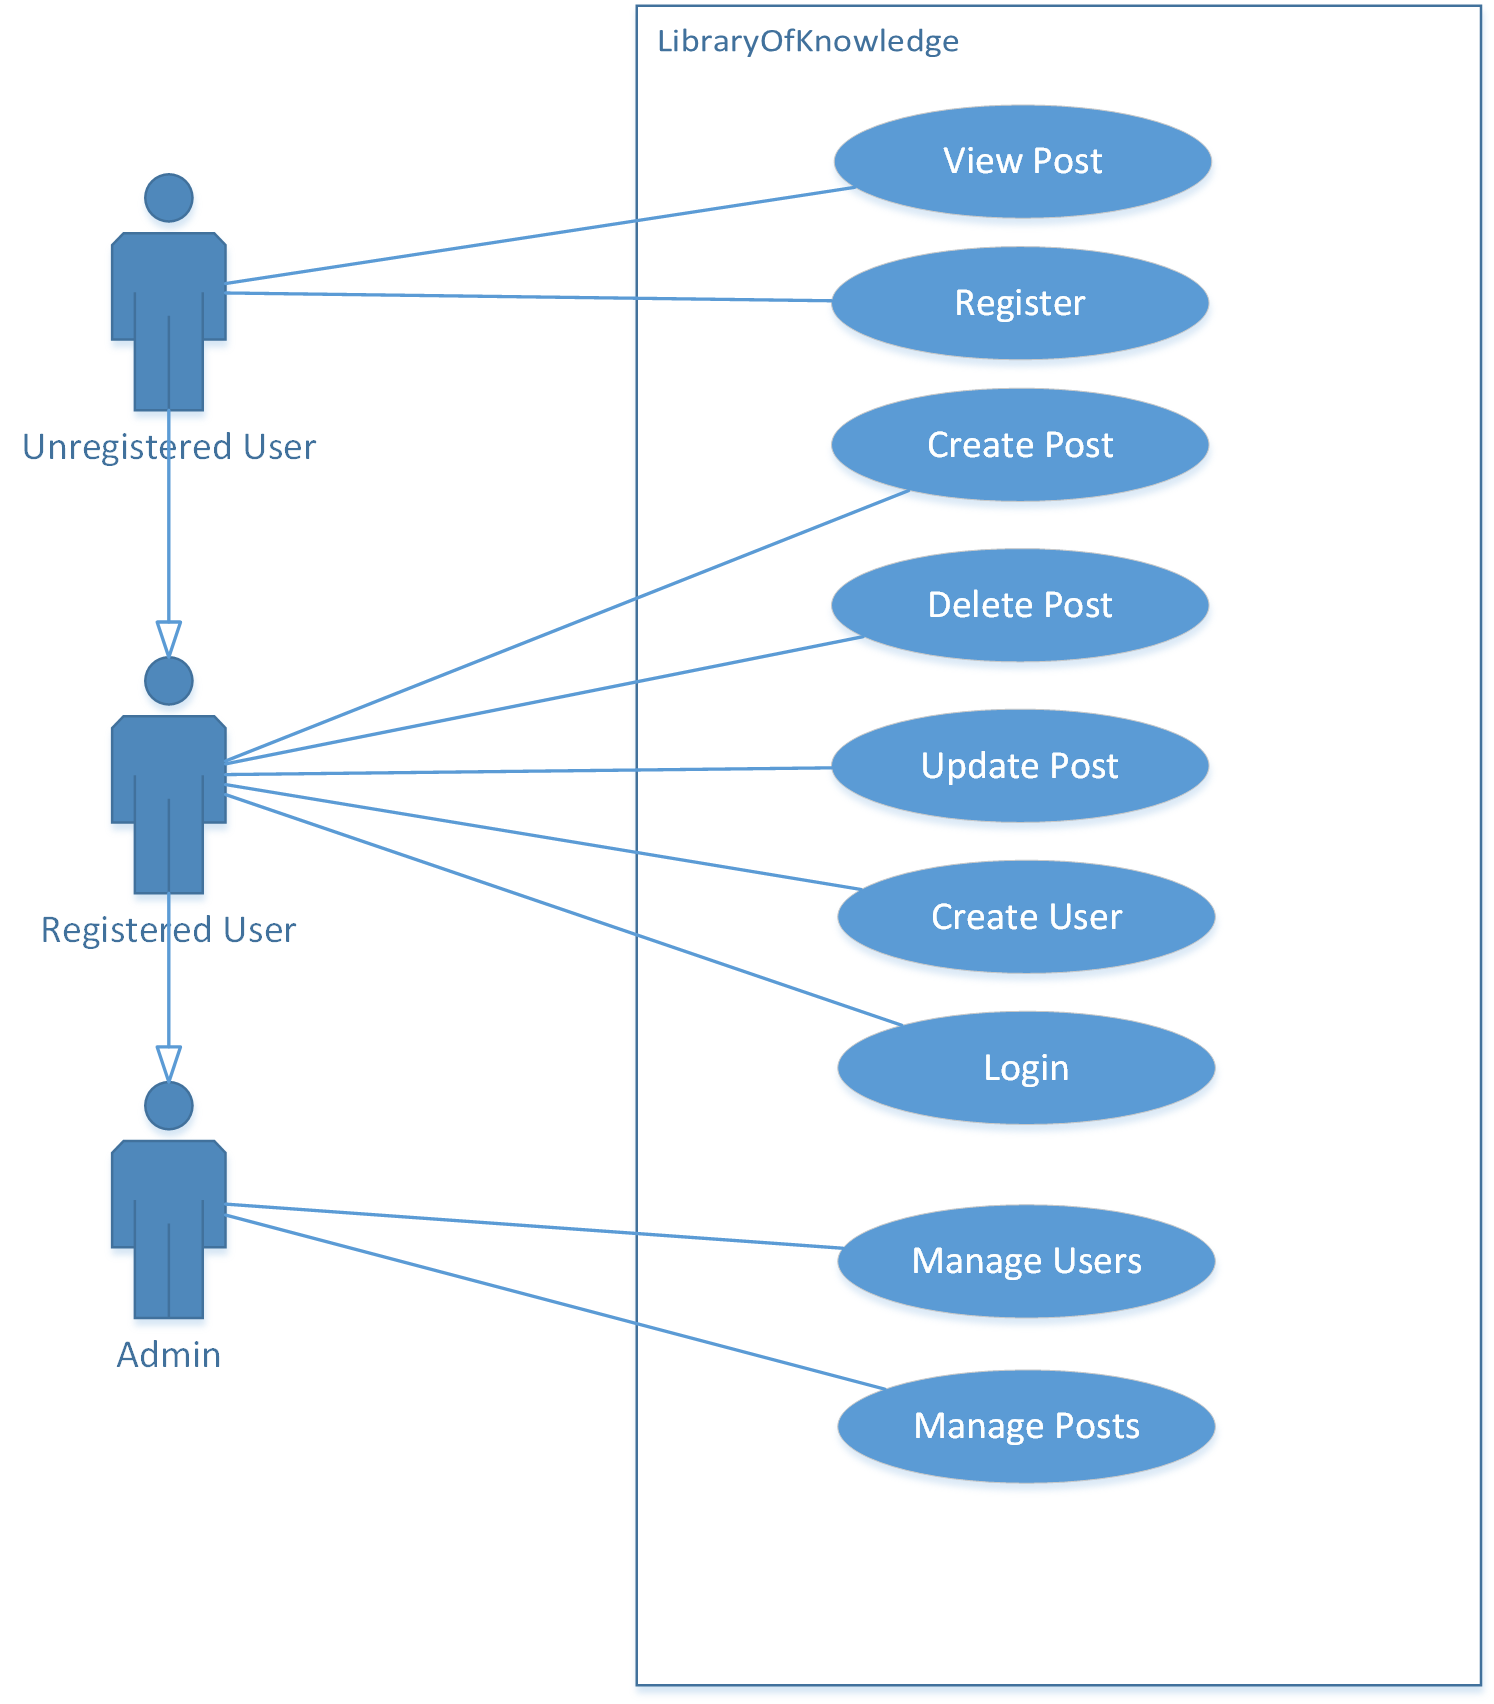 LibraryOfKnowledge
View Post
Register
Unregistered User
Create Post
Delete Post
Update Post
Registered User
Create User
Login
Manage Users
Admin
Manage Posts